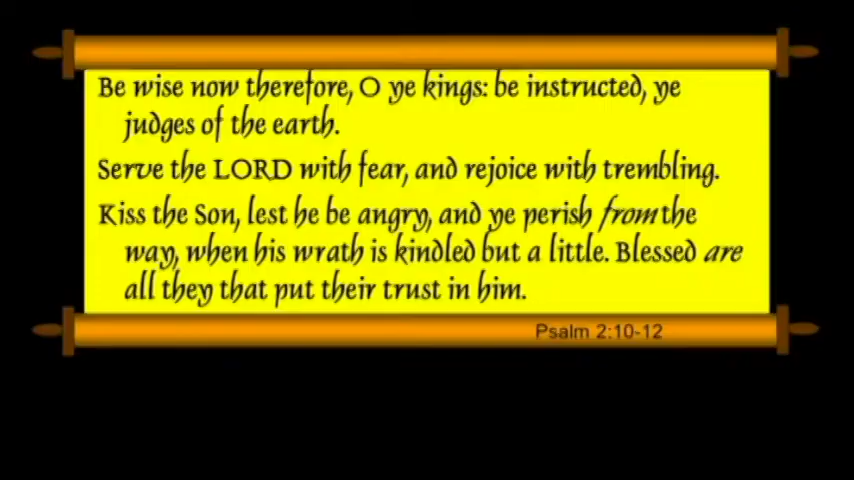 Be wise now therefore, O ye kings: be instructed, ye
judges of the earth.
Serve the LORD with fear, and rejoice with trembling.
Kiss the Son, lest he be angry, and ye perish from the
way, when his wrath is kindled but a little. Blessed are
all they that put their trust in him.
Psalm 2:10-12